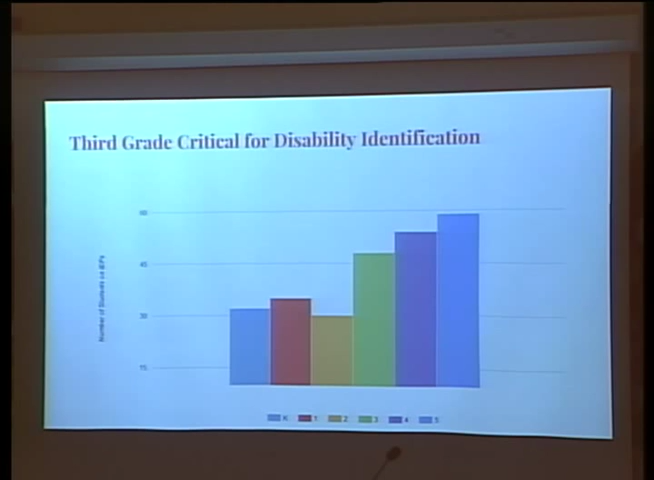 Third Grade Critical for Disability Identification
Number of Students on IEPs
60
45
30
15
K 1 2 3 4 5